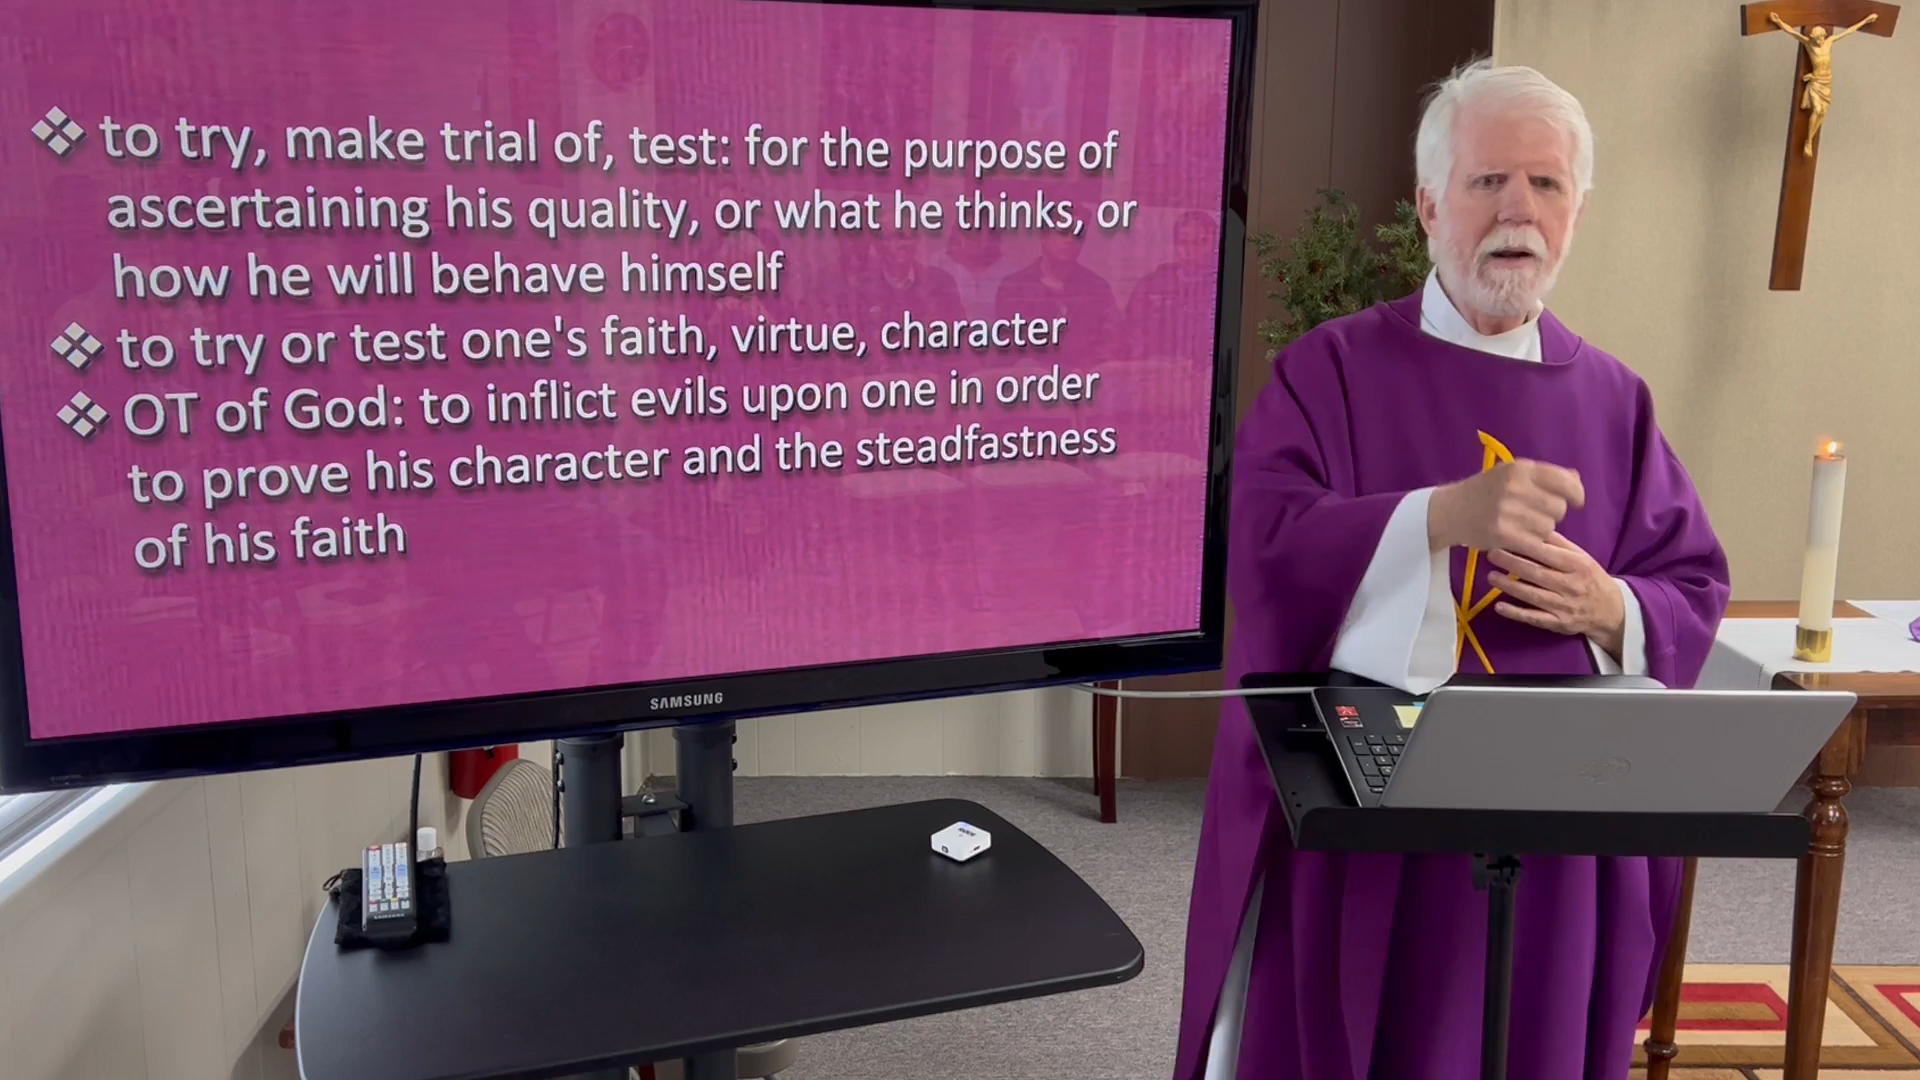 ❖ to try, make trial of, test: for the purpose of
ascertaining his quality, or what he thinks, or
how he will behave himself
❖ to try or test one's faith, virtue, character
❖ OT of God: to inflict evils upon one in order
to prove his character and the steadfastness
of his faith
SAMSUNG